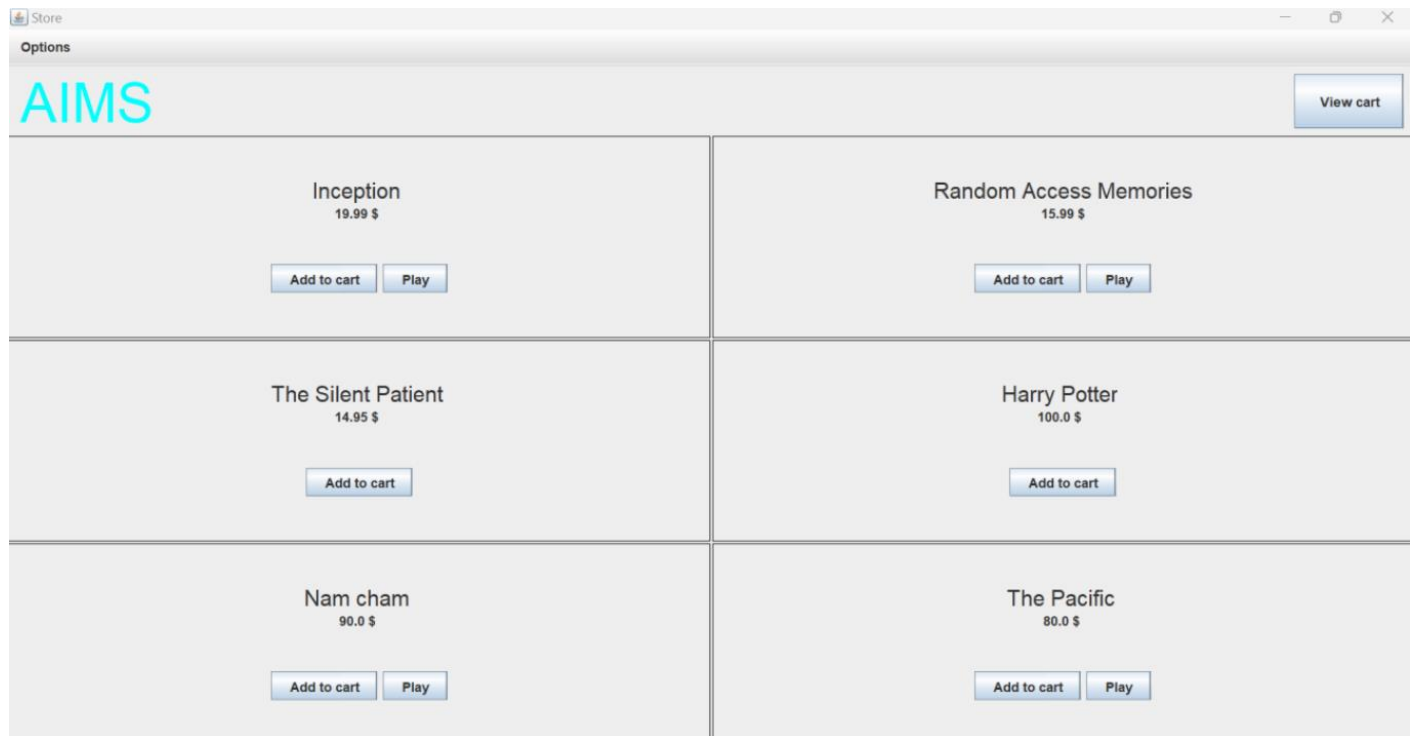 Store
Options
AIMS
View cart
Inception
19.99 $
Add to cart Play
Random Access Memories
15.99 $
Add to cart Play
The Silent Patient
14.95 $
Add to cart
Harry Potter
100.0 $
Add to cart
Nam cham
90.0 $
Add to cart Play
The Pacific
80.0 $
Add to cart Play